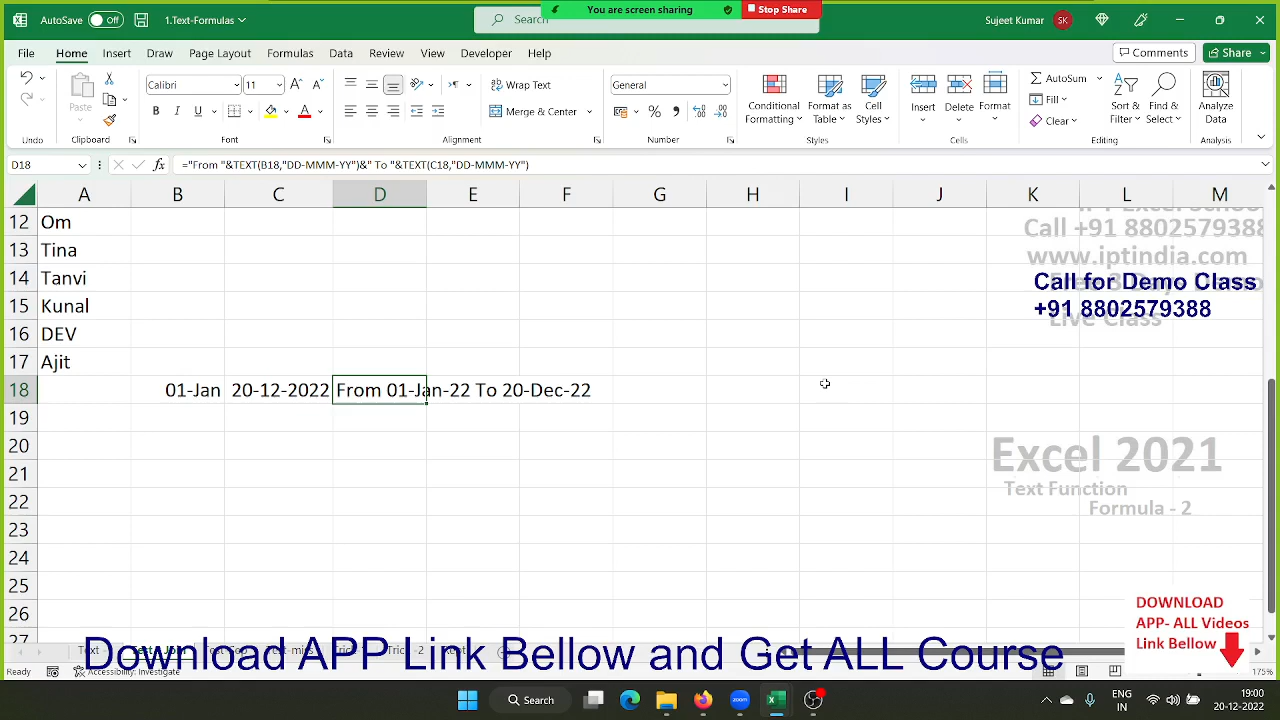 AutoSave Off 1.Text-Formulas Search You are screen sharing Stop Share Sujeet Kumar SK
File Home Insert Draw Page Layout Formulas Data Review View Developer Help Comments Share
Paste Calibri 11 Wrap Text General Conditional Formatting Format as Table Cell Styles Insert Delete Format AutoSum Sort & Filter Find & Select Analyze Data
B I U Merge & Center Fill Clear
Undo Clipboard Font Alignment Number Styles Cells Editing Analysis
D18 fx ="From "&TEXT(B18,"DD-MMM-YY")&" To "&TEXT(C18,"DD-MMM-YY")
A B C D E F G H I J K L M
12 Om
13 Tina
14 Tanvi
15 Kunal
16 DEV
17 Ajit
18 01-Jan 20-12-2022 From 01-Jan-22 To 20-Dec-22
19
20
21
22
23
24
25
26
27
Call +91 8802579388
www.iptindia.com
Call for Demo Class
+91 8802579388
Live Class
Excel 2021
Text Function
Formula - 2
DOWNLOAD
APP- ALL Videos
Link Bellow
Download APP Link Bellow and Get ALL Course
Ready Accessibility: Investigate 175%
Search zoom ENG IN 19:00 20-12-2022